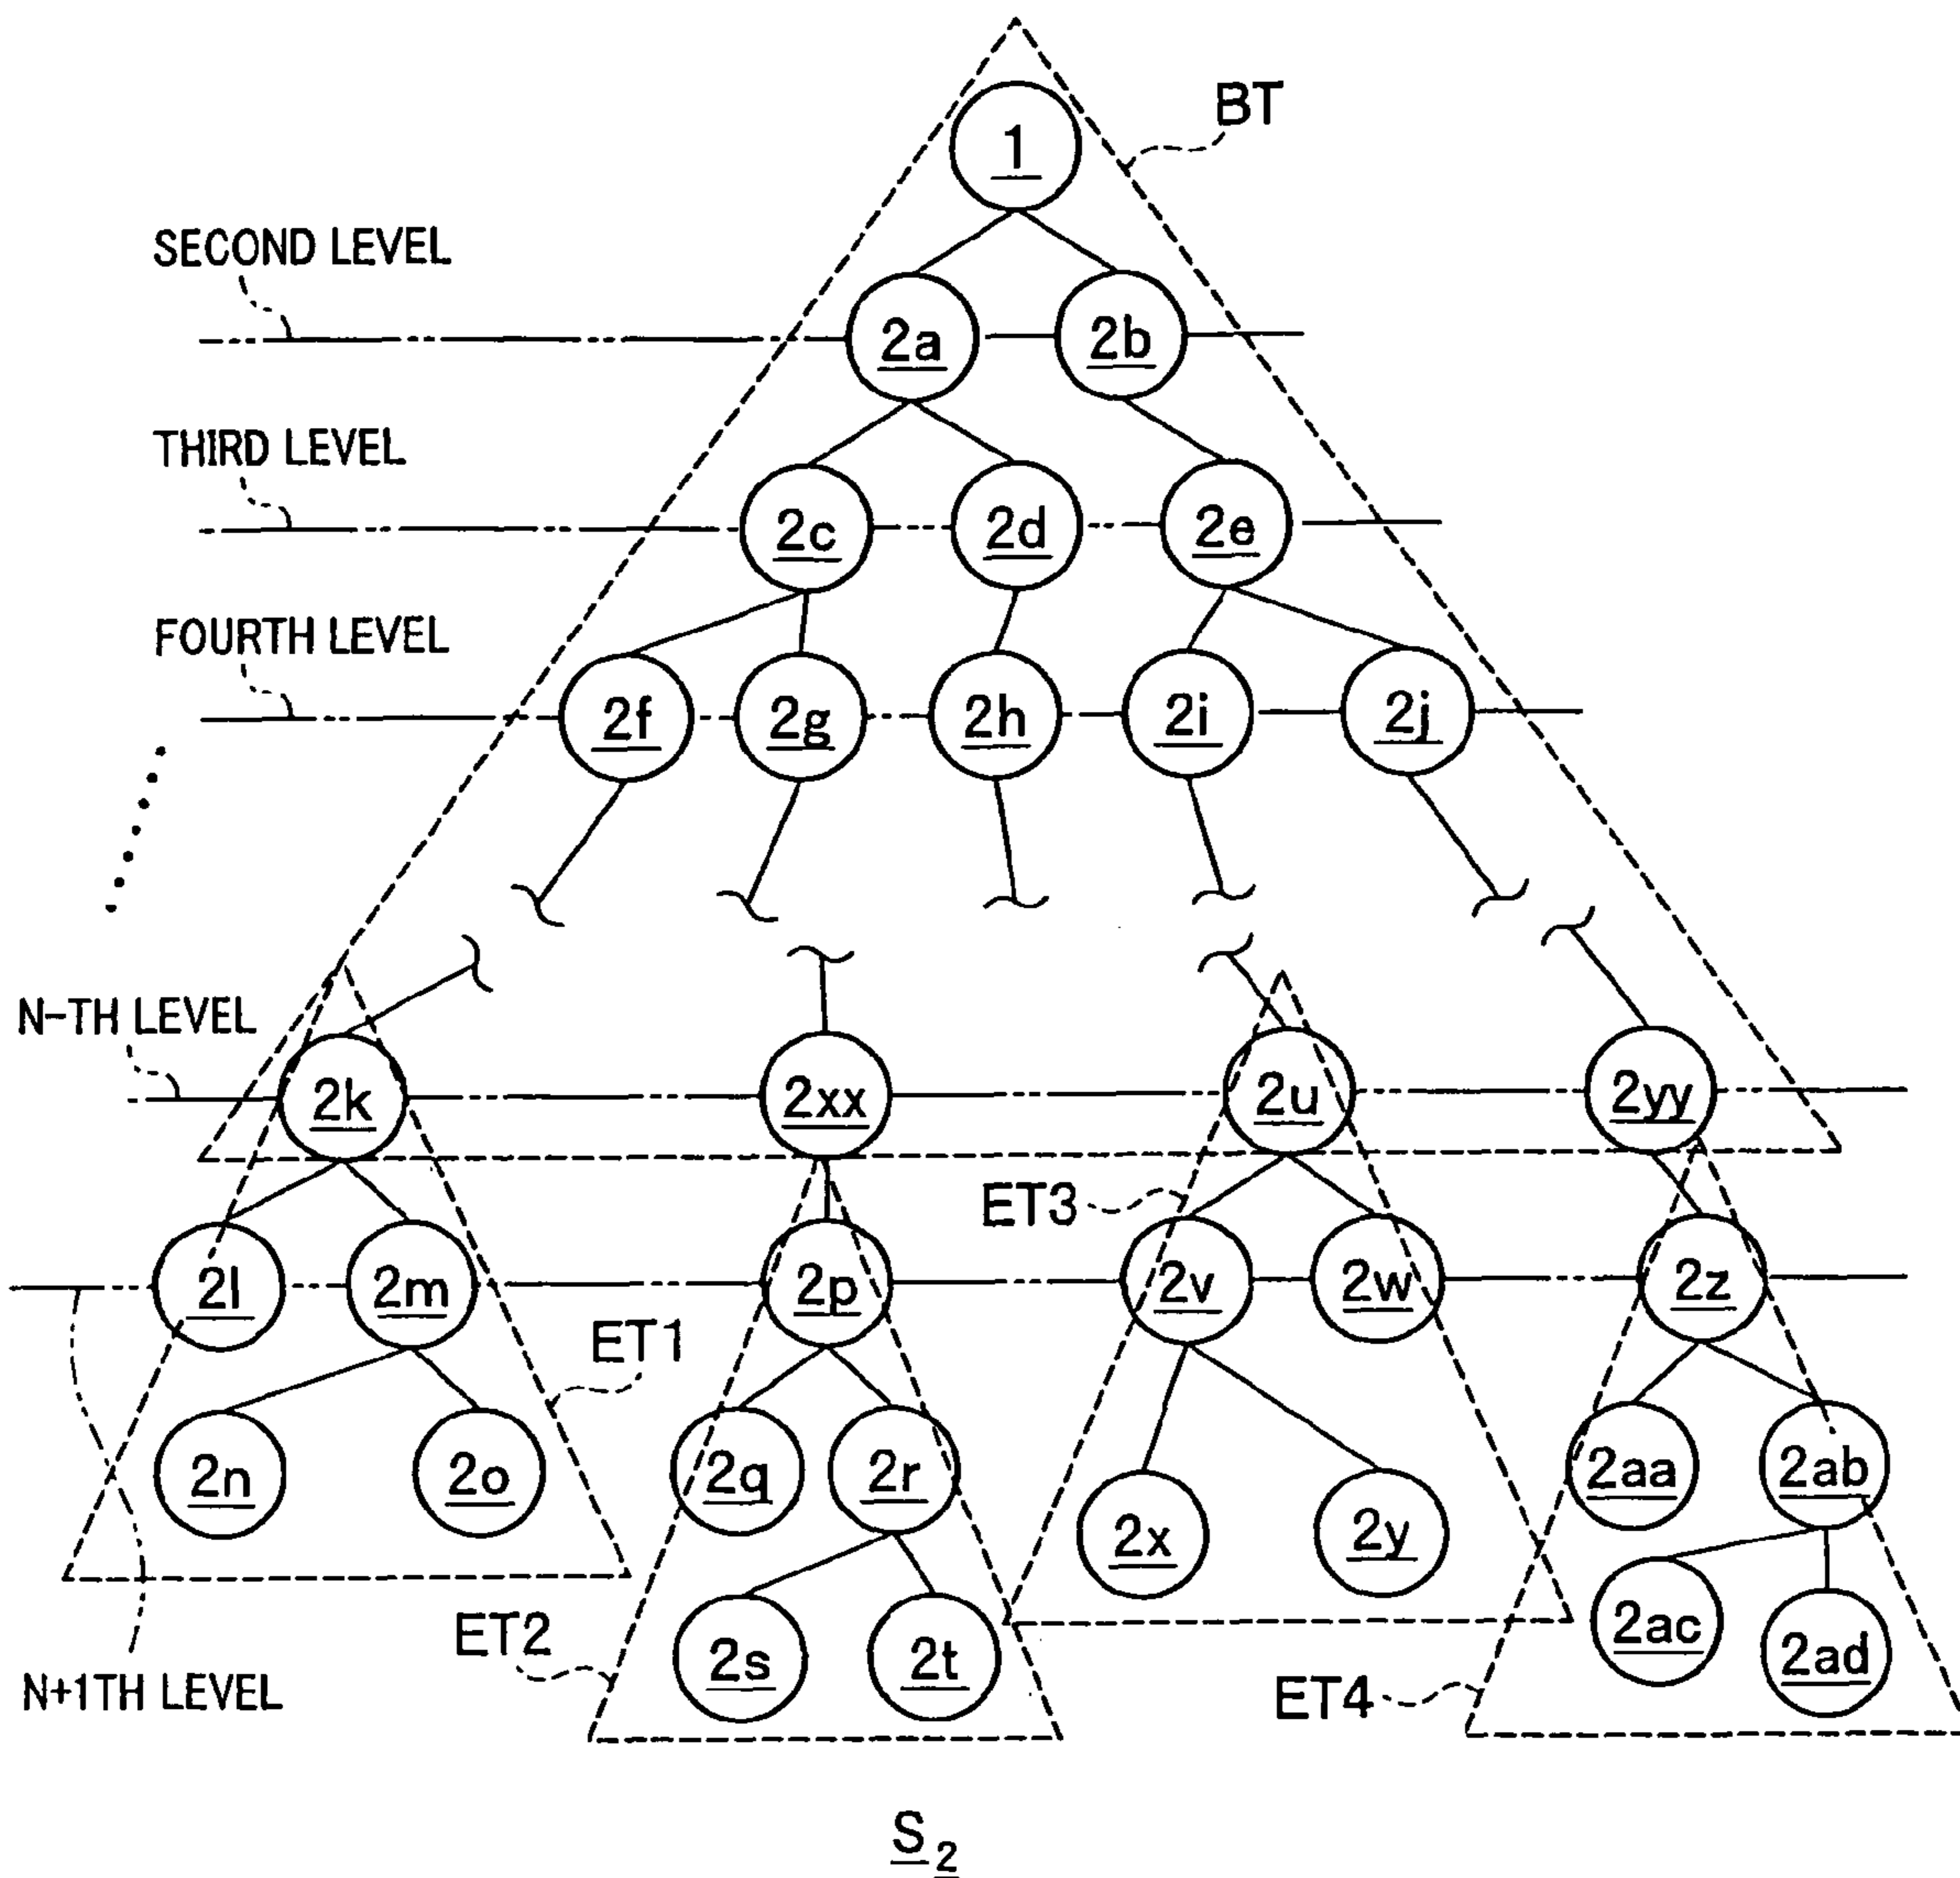 BT
1
SECOND LEVEL
2a 2b
THIRD LEVEL
2c 2d 2e
FOURTH LEVEL
2f 2g 2h 2i 2j
N-TH LEVEL
2k 2xx 2u 2yy
ET3
2l 2m 2p 2v 2w 2z
ET1
2n 2o 2q 2r 2x 2y 2aa 2ab
ET2
2s 2t 2ac 2ad
N+1TH LEVEL
ET4
S2